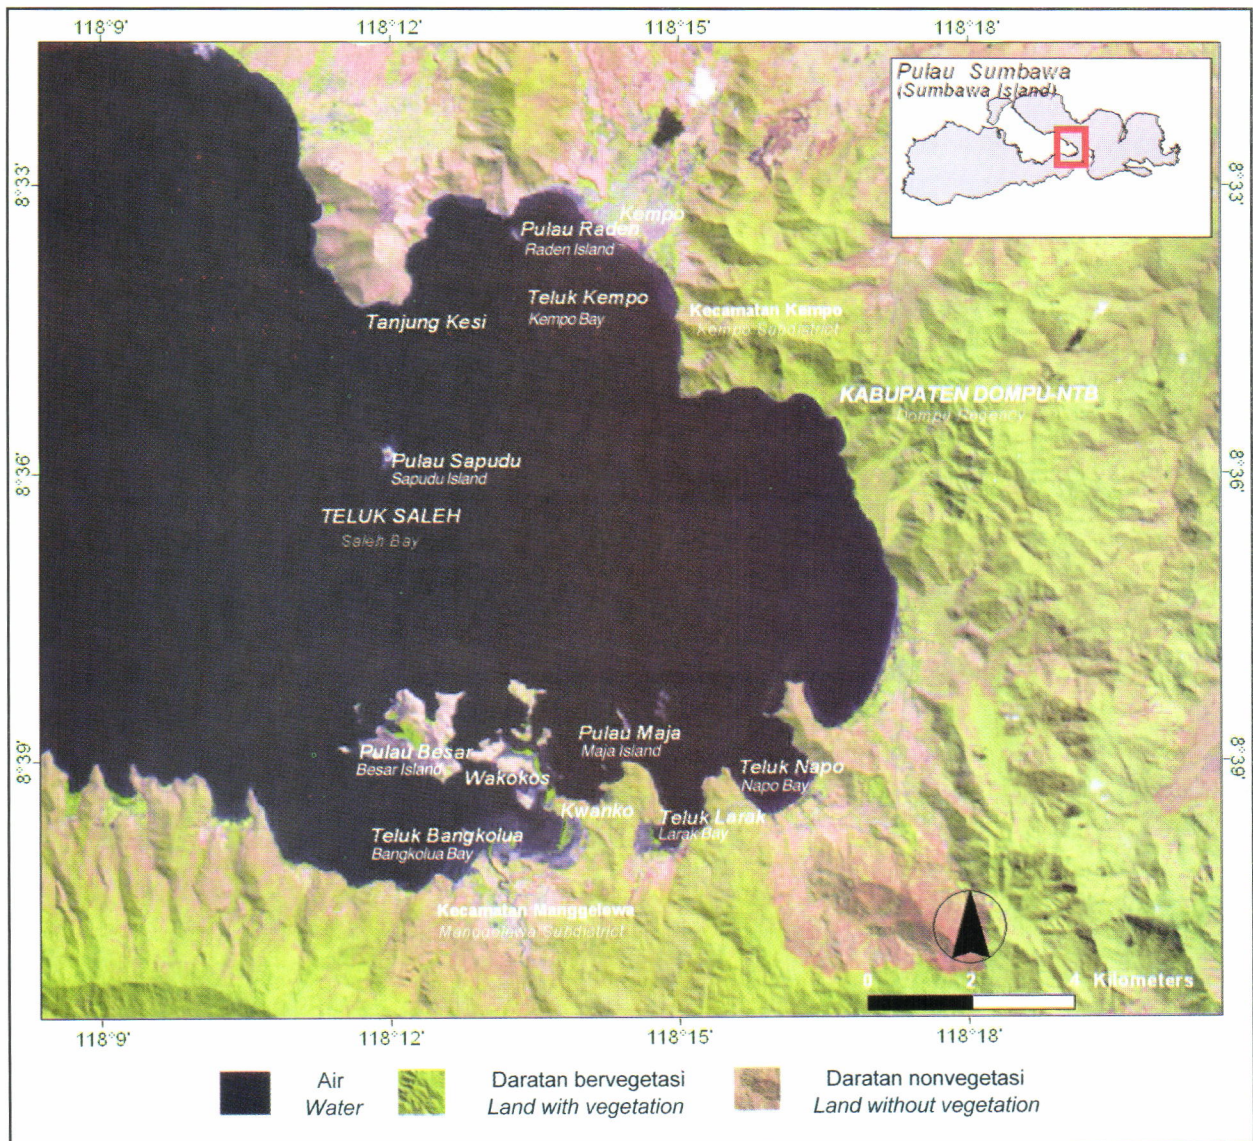 118°9'
118°12'
118°15'
118°18'
Pulau Sumbawa
(Sumbawa Island)
8°33'
8°33'
Kempo
Pulau Raden
Raden Island
Teluk Kempo
Kempo Bay
Kecamatan Kempo
Kempo Subdistrict
Tanjung Kesi
KABUPATEN DOMPU-NTB
Dompu Regency
Pulau Sapudu
Sapudu Island
8°36'
8°36'
TELUK SALEH
Saleh Bay
Pulau Maja
Maja Island
Pulau Besar
Besar Island
Wakokos
Teluk Napo
Napo Bay
8°39'
8°39'
Kwanko
Teluk Larak
Larak Bay
Teluk Bangkolua
Bangkolua Bay
Kecamatan Manggelewa
Manggelewa Subdistrict
0 2 4 Kilometers
118°9'
118°12'
118°15'
118°18'
Air
Water
Daratan bervegetasi
Land with vegetation
Daratan nonvegetasi
Land without vegetation